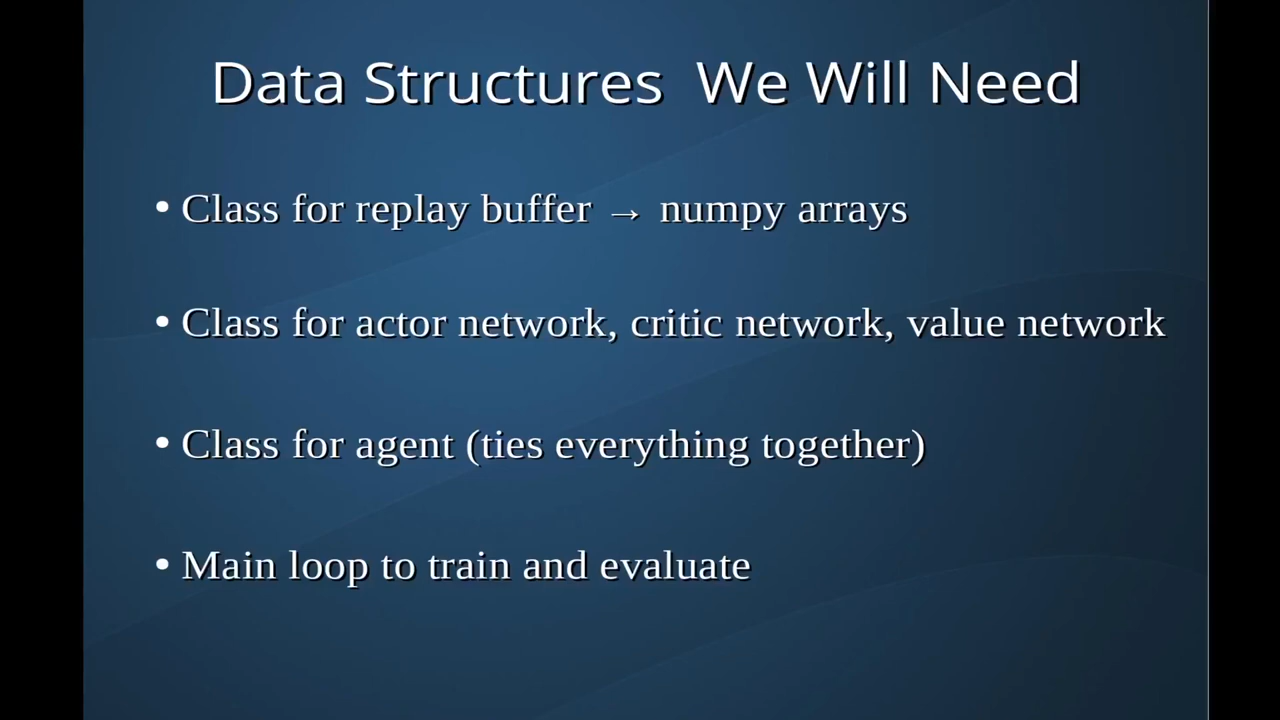 Data Structures  We Will Need
• Class for replay buffer → numpy arrays
• Class for actor network, critic network, value network
• Class for agent (ties everything together)
• Main loop to train and evaluate